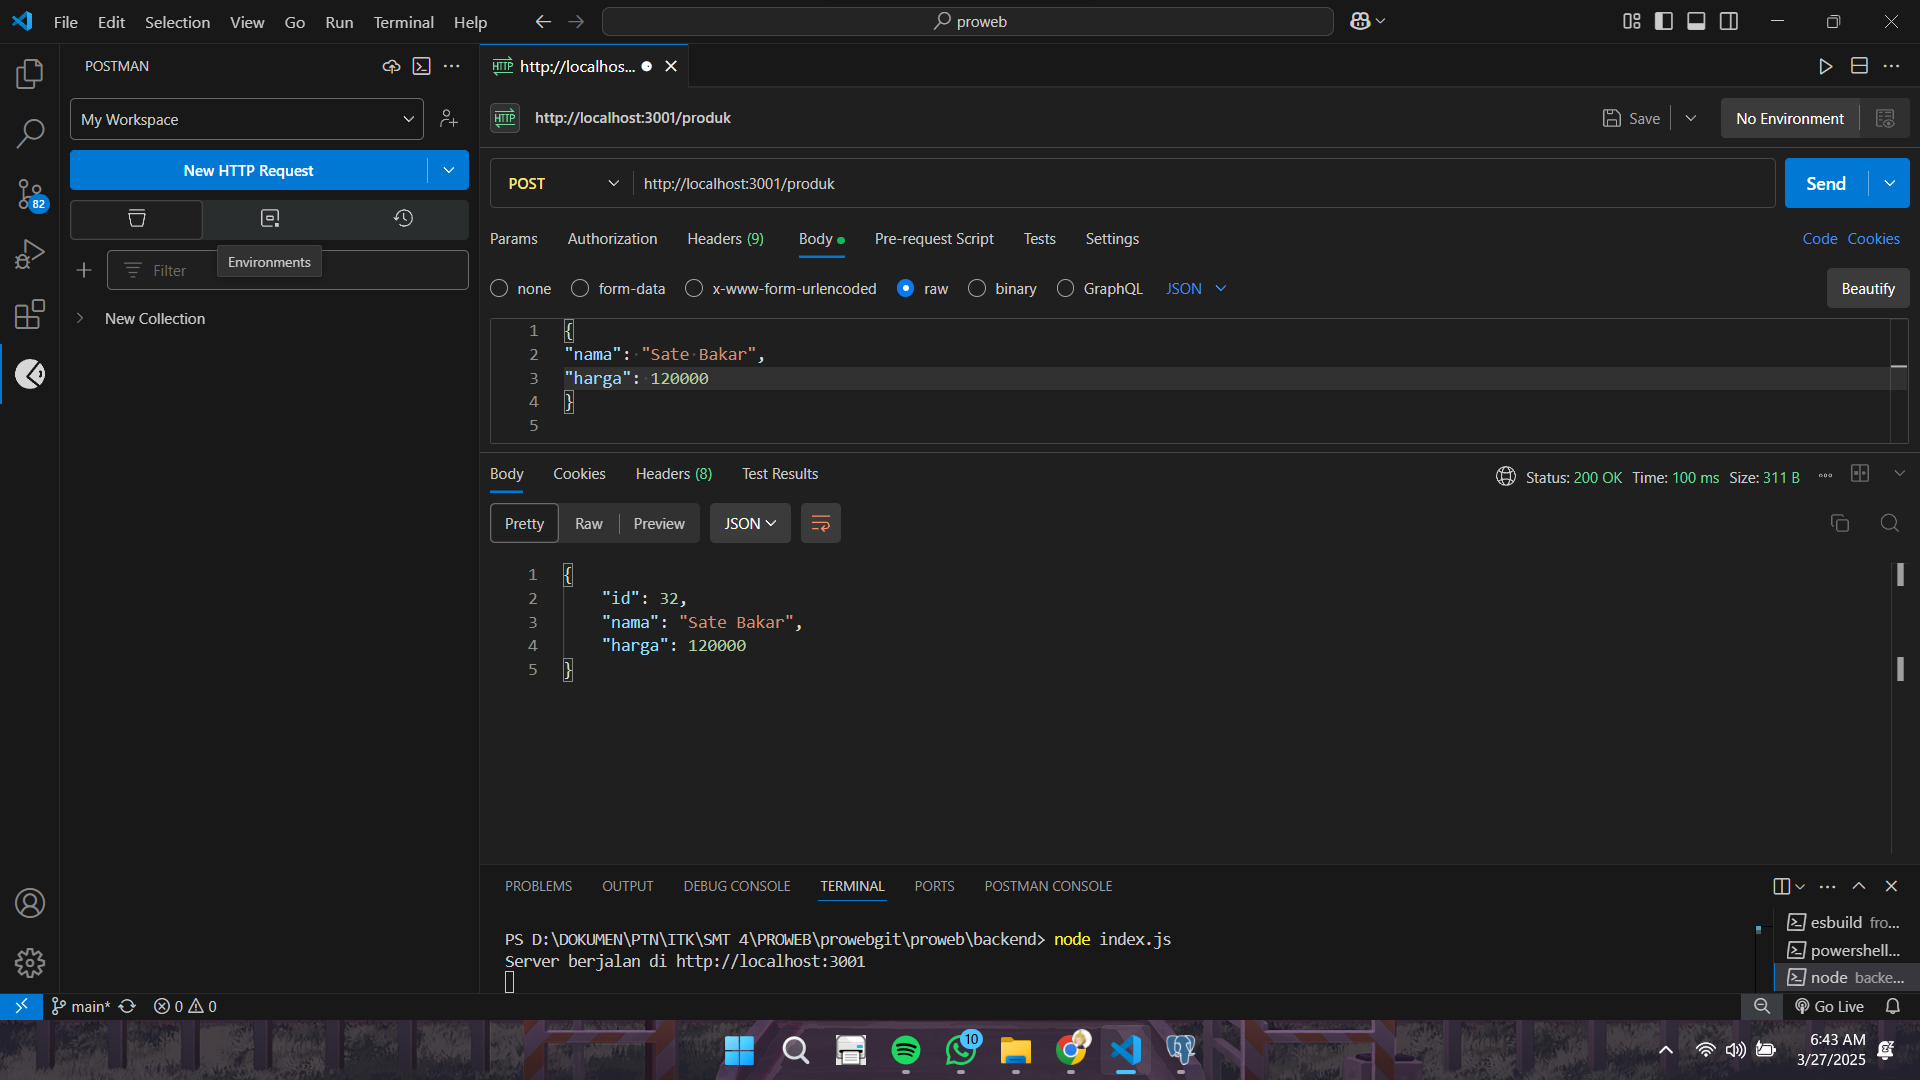 File Edit Selection View Go Run Terminal Help
proweb
POSTMAN
My Workspace
New HTTP Request
Filter
Environments
New Collection
82
HTTP http://localhos...
HTTP http://localhost:3001/produk
Save
No Environment
POST http://localhost:3001/produk
Send
Params Authorization Headers (9) Body Pre-request Script Tests Settings Code Cookies
none form-data x-www-form-urlencoded raw binary GraphQL JSON
Beautify
1 {
2 "nama": "Sate Bakar",
3 "harga": 120000
4 }
5
Body Cookies Headers (8) Test Results
Status: 200 OK Time: 100 ms Size: 311 B
Pretty Raw Preview JSON
1 {
2 "id": 32,
3 "nama": "Sate Bakar",
4 "harga": 120000
5 }
PROBLEMS OUTPUT DEBUG CONSOLE TERMINAL PORTS POSTMAN CONSOLE
PS D:\DOKUMEN\PTN\ITK\SMT 4\PROWEB\prowebgit\proweb\backend> node index.js
Server berjalan di http://localhost:3001
esbuild fro...
powershell...
node backe...
main* 0 0
Go Live
10
6:43 AM
3/27/2025